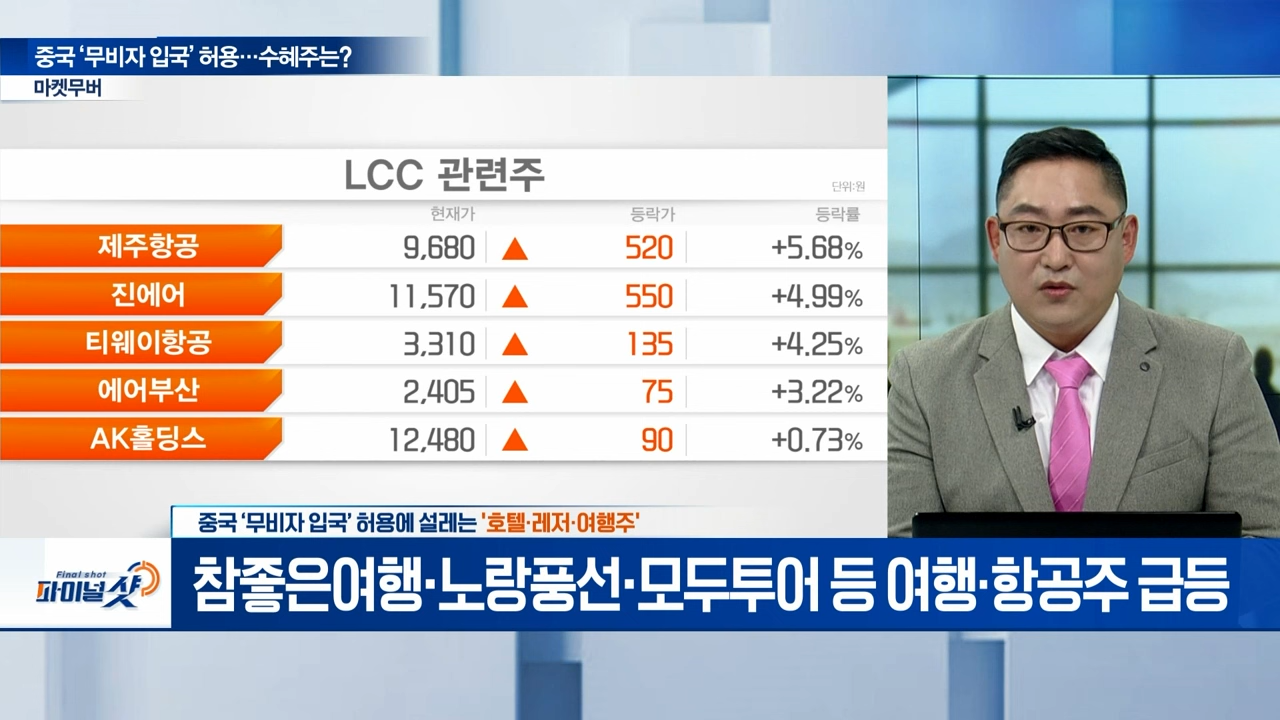 중국 ‘무비자 입국’ 허용…수혜주는?
마켓무버
LCC 관련주
단위:원
현재가 등락가 등락률
제주항공 9,680 ▲ 520 +5.68%
진에어 11,570 ▲ 550 +4.99%
티웨이항공 3,310 ▲ 135 +4.25%
에어부산 2,405 ▲ 75 +3.22%
AK홀딩스 12,480 ▲ 90 +0.73%
중국 ‘무비자 입국’ 허용에 설레는 '호텔·레저·여행주'
Final shot
파이널샷
참좋은여행·노랑풍선·모두투어 등 여행·항공주 급등